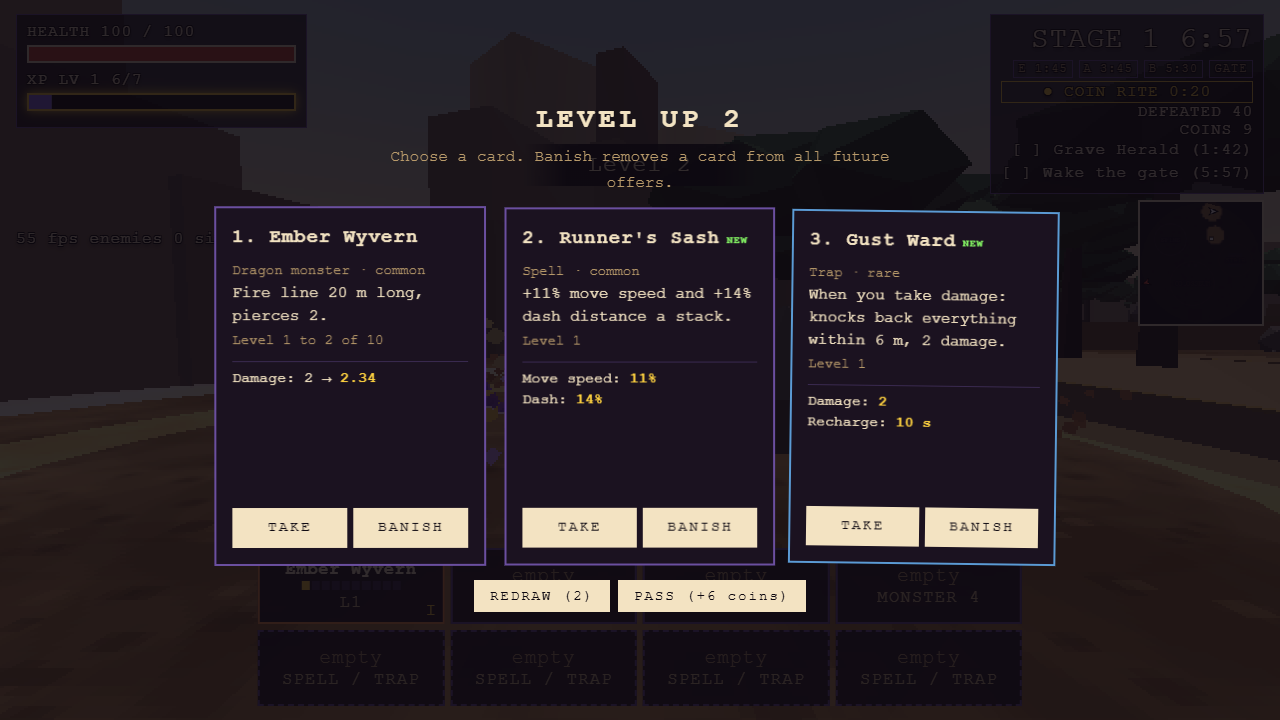 HEALTH 100 / 100
XP LV 1 6/7
STAGE 1 6:57
E 1:45 A 3:45 B 5:30 GATE
COIN RITE 0:20
DEFEATED 40
COINS 9
[ ] Grave Herald (1:42)
[ ] Wake the gate (5:57)
LEVEL UP 2
Level 2
Choose a card. Banish removes a card from all future
offers.
55 fps enemies 0 si
1. Ember Wyvern
Dragon monster · common
Fire line 20 m long,
pierces 2.
Level 1 to 2 of 10
Damage: 2 → 2.34
TAKE BANISH
2. Runner's Sash NEW
Spell · common
+11% move speed and +14%
dash distance a stack.
Level 1
Move speed: 11%
Dash: 14%
TAKE BANISH
3. Gust Ward NEW
Trap · rare
When you take damage:
knocks back everything
within 6 m, 2 damage.
Level 1
Damage: 2
Recharge: 10 s
TAKE BANISH
REDRAW (2) PASS (+6 coins)
Ember Wyvern
L1
I
empty
empty
empty
MONSTER 4
empty
SPELL / TRAP
empty
SPELL / TRAP
empty
SPELL / TRAP
empty
SPELL / TRAP